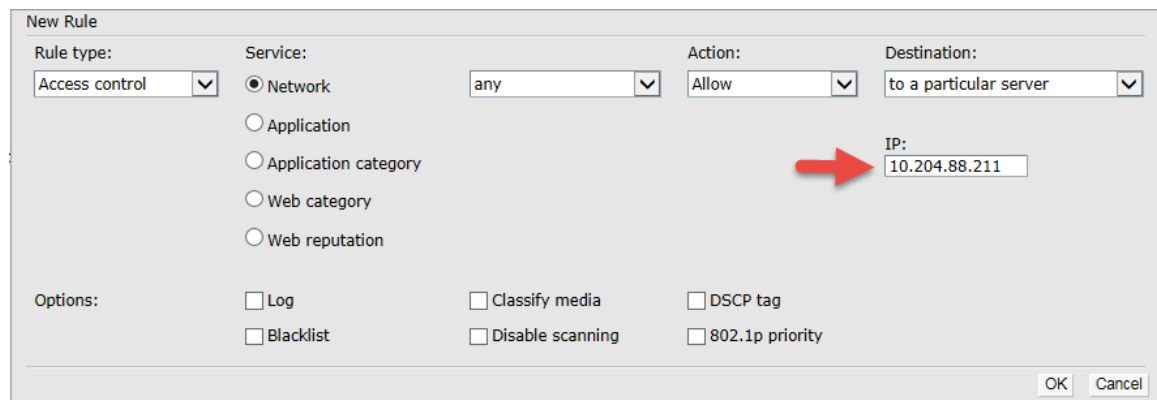 New Rule
Rule type: Service: Action: Destination:
Access control Network any Allow to a particular server
Application
IP:
Application category 10.204.88.211
Web category
Web reputation
Options: Log Classify media DSCP tag
Blacklist Disable scanning 802.1p priority
OK Cancel